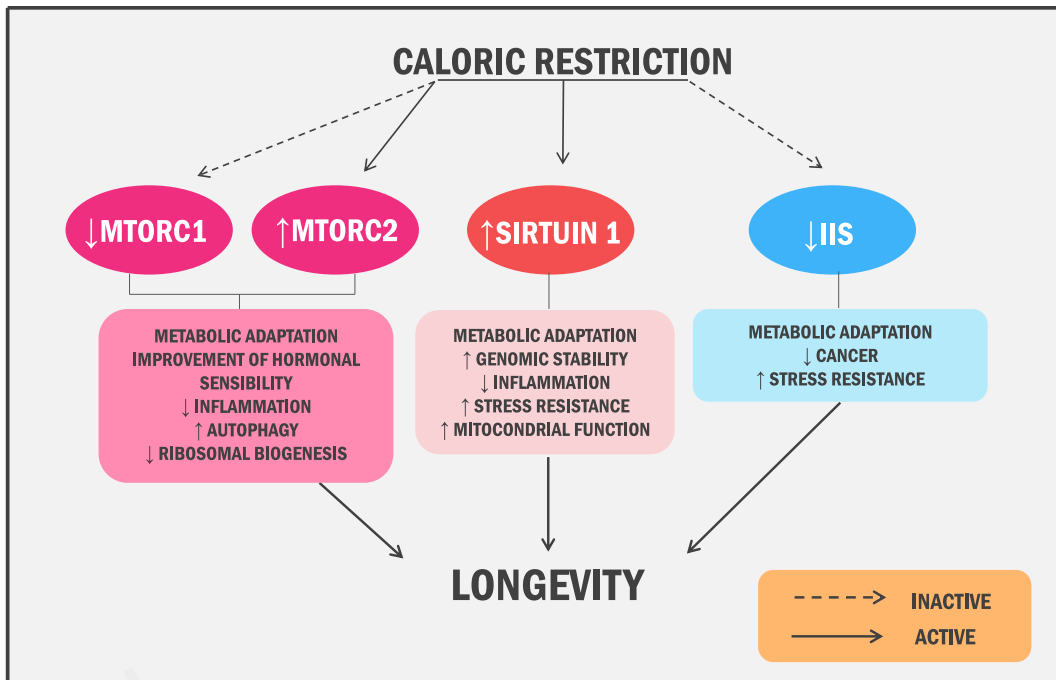 CALORIC RESTRICTION
↓MTORC1
↑MTORC2
↑SIRTUIN 1
↓IIS
METABOLIC ADAPTATION
IMPROVEMENT OF HORMONAL
SENSIBILITY
↓ INFLAMMATION
↑ AUTOPHAGY
↓ RIBOSOMAL BIOGENESIS
METABOLIC ADAPTATION
↑ GENOMIC STABILITY
↓ INFLAMMATION
↑ STRESS RESISTANCE
↑ MITOCONDRIAL FUNCTION
METABOLIC ADAPTATION
↓ CANCER
↑ STRESS RESISTANCE
LONGEVITY
INACTIVE
ACTIVE